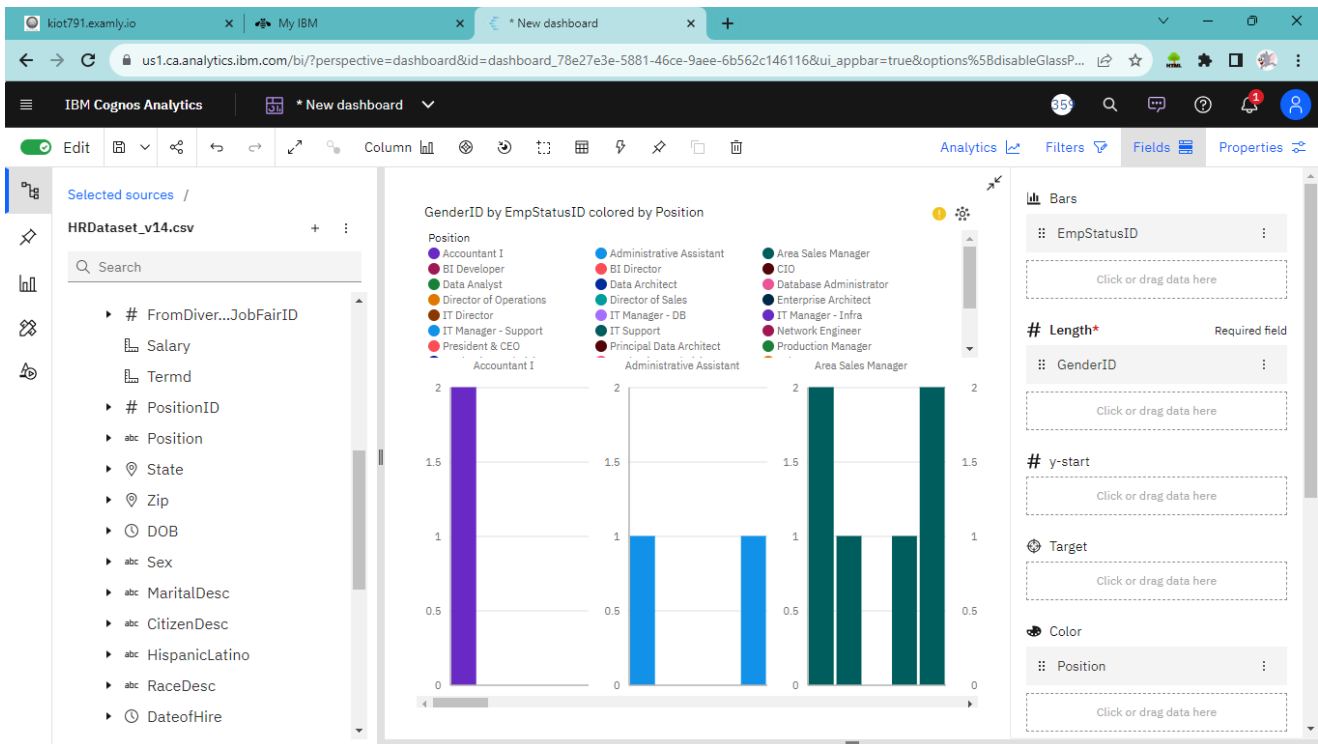 kiot791.examly.io
My IBM
* New dashboard
us1.ca.analytics.ibm.com/bi/?perspective=dashboard&id=dashboard_78e27e3e-5881-46ce-9aee-6b562c146116&ui_appbar=true&options%5BdisableGlassP...
IBM Cognos Analytics
* New dashboard
359
1
Edit
Column
Analytics
Filters
Fields
Properties
Selected sources /
HRDataset_v14.csv
Search
# FromDiver...JobFairID
Salary
Termd
# PositionID
abc Position
State
Zip
DOB
abc Sex
abc MaritalDesc
abc CitizenDesc
abc HispanicLatino
abc RaceDesc
DateofHire
GenderID by EmpStatusID colored by Position
Position
Accountant I Administrative Assistant Area Sales Manager
BI Developer BI Director CIO
Data Analyst Data Architect Database Administrator
Director of Operations Director of Sales Enterprise Architect
IT Director IT Manager - DB IT Manager - Infra
IT Manager - Support IT Support Network Engineer
President & CEO Principal Data Architect Production Manager
Accountant I Administrative Assistant Area Sales Manager
2 2 2 2
1.5 1.5 1.5 1.5
1 1 1 1
0.5 0.5 0.5 0.5
0 0 0 0
Bars
EmpStatusID
Click or drag data here
# Length* Required field
GenderID
Click or drag data here
# y-start
Click or drag data here
Target
Click or drag data here
Color
Position
Click or drag data here